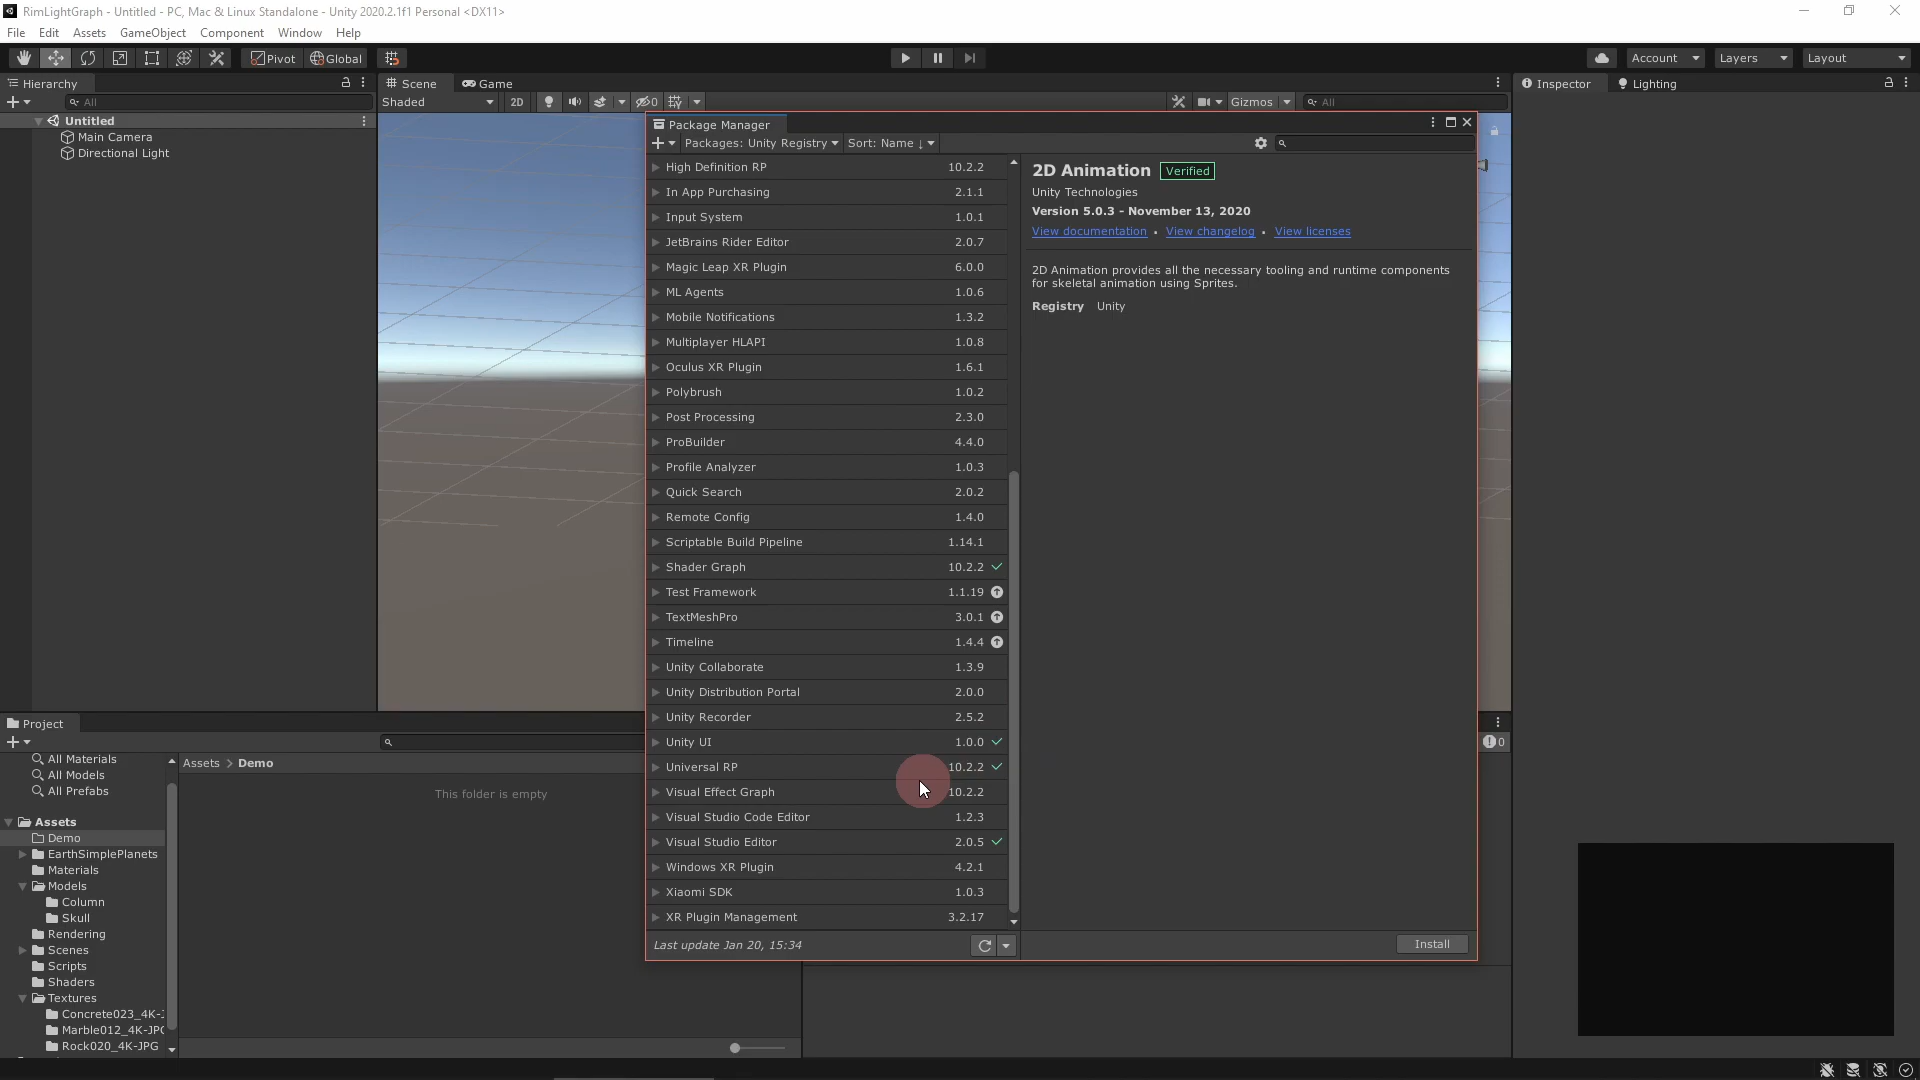 RimLightGraph - Untitled - PC, Mac & Linux Standalone - Unity 2020.2.1f1 Personal <DX11>
File Edit Assets GameObject Component Window Help
Pivot Global
Account Layers Layout
Hierarchy
All
Untitled
Main Camera
Directional Light
Scene Game
Shaded 2D 0 Gizmos All
Inspector Lighting
Package Manager
Packages: Unity Registry Sort: Name ↓
High Definition RP 10.2.2
In App Purchasing 2.1.1
Input System 1.0.1
JetBrains Rider Editor 2.0.7
Magic Leap XR Plugin 6.0.0
ML Agents 1.0.6
Mobile Notifications 1.3.2
Multiplayer HLAPI 1.0.8
Oculus XR Plugin 1.6.1
Polybrush 1.0.2
Post Processing 2.3.0
ProBuilder 4.4.0
Profile Analyzer 1.0.3
Quick Search 2.0.2
Remote Config 1.4.0
Scriptable Build Pipeline 1.14.1
Shader Graph 10.2.2
Test Framework 1.1.19
TextMeshPro 3.0.1
Timeline 1.4.4
Unity Collaborate 1.3.9
Unity Distribution Portal 2.0.0
Unity Recorder 2.5.2
Unity UI 1.0.0
Universal RP 10.2.2
Visual Effect Graph 10.2.2
Visual Studio Code Editor 1.2.3
Visual Studio Editor 2.0.5
Windows XR Plugin 4.2.1
Xiaomi SDK 1.0.3
XR Plugin Management 3.2.17
Last update Jan 20, 15:34
2D Animation Verified
Unity Technologies
Version 5.0.3 - November 13, 2020
View documentation • View changelog • View licenses
2D Animation provides all the necessary tooling and runtime components
for skeletal animation using Sprites.
Registry Unity
Install
Project
0
All Materials
All Models
All Prefabs
Assets
Demo
EarthSimplePlanets
Materials
Models
Column
Skull
Rendering
Scenes
Scripts
Shaders
Textures
Concrete023_4K-J
Marble012_4K-JPG
Rock020_4K-JPG
Assets > Demo
This folder is empty